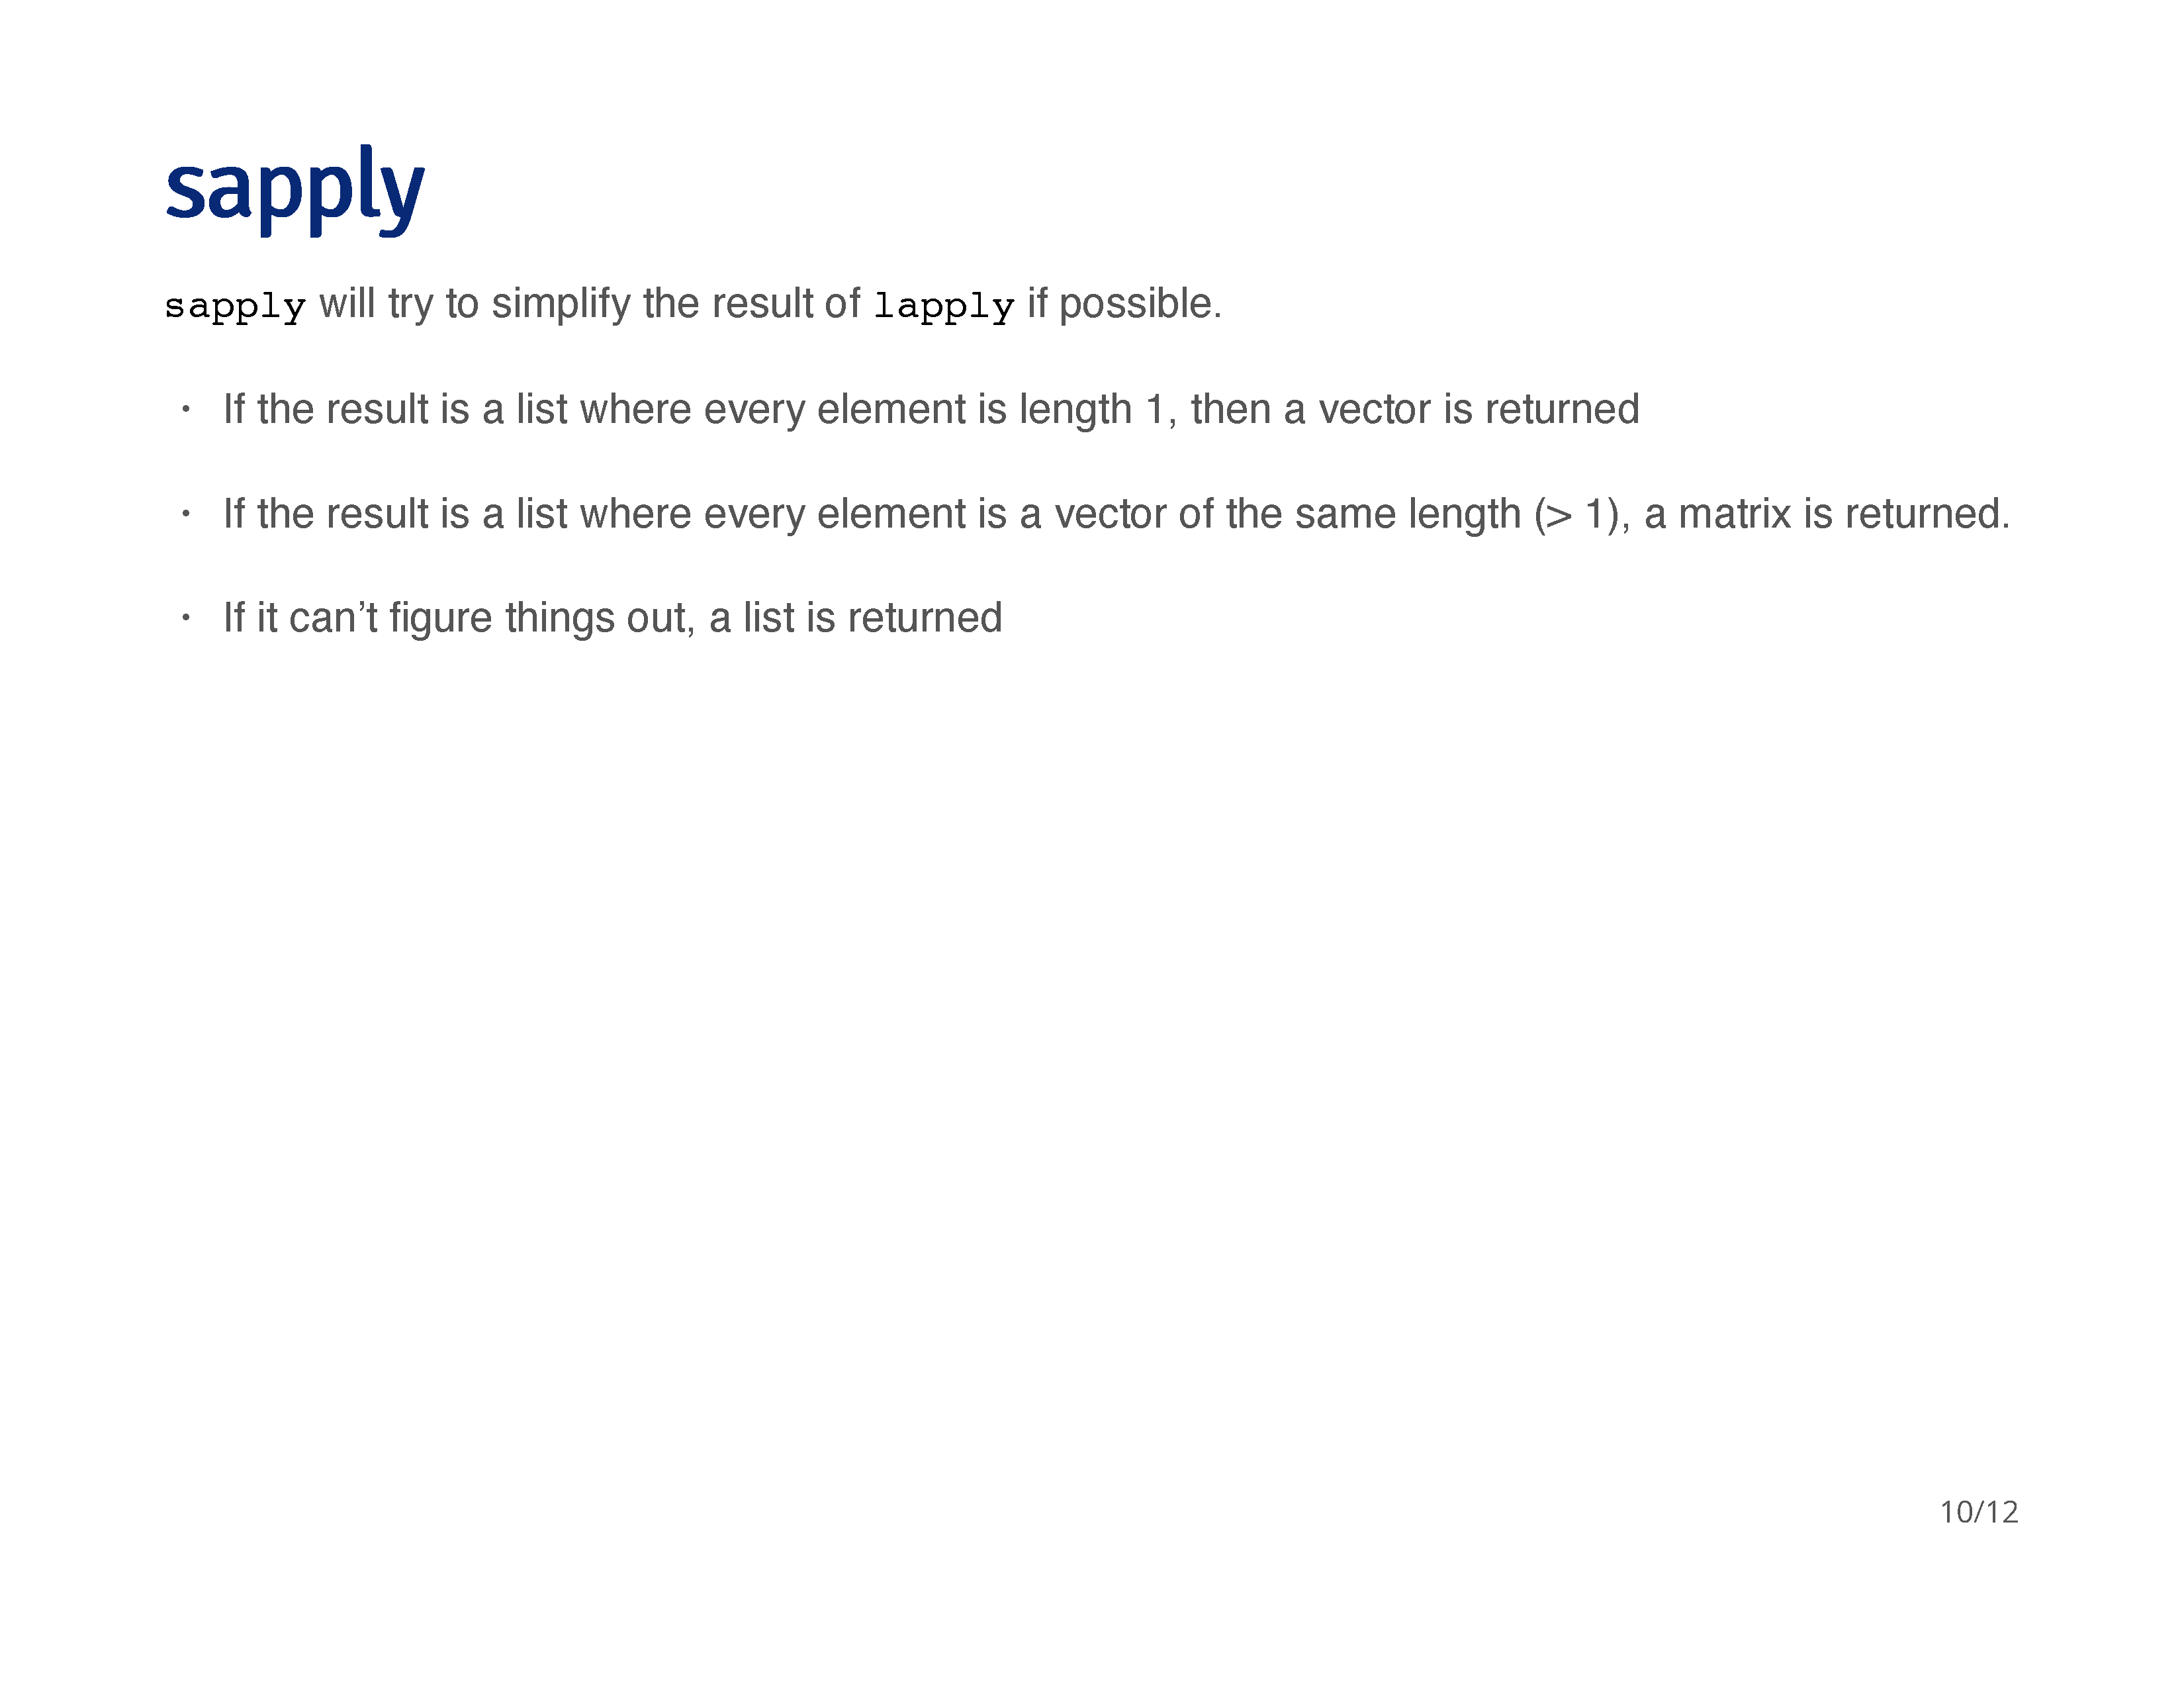 sapply
sapply will try to simplify the result of lapply if possible.
· If the result is a list where every element is length 1, then a vector is returned
· If the result is a list where every element is a vector of the same length (> 1), a matrix is returned.
· If it can’t figure things out, a list is returned
10/12